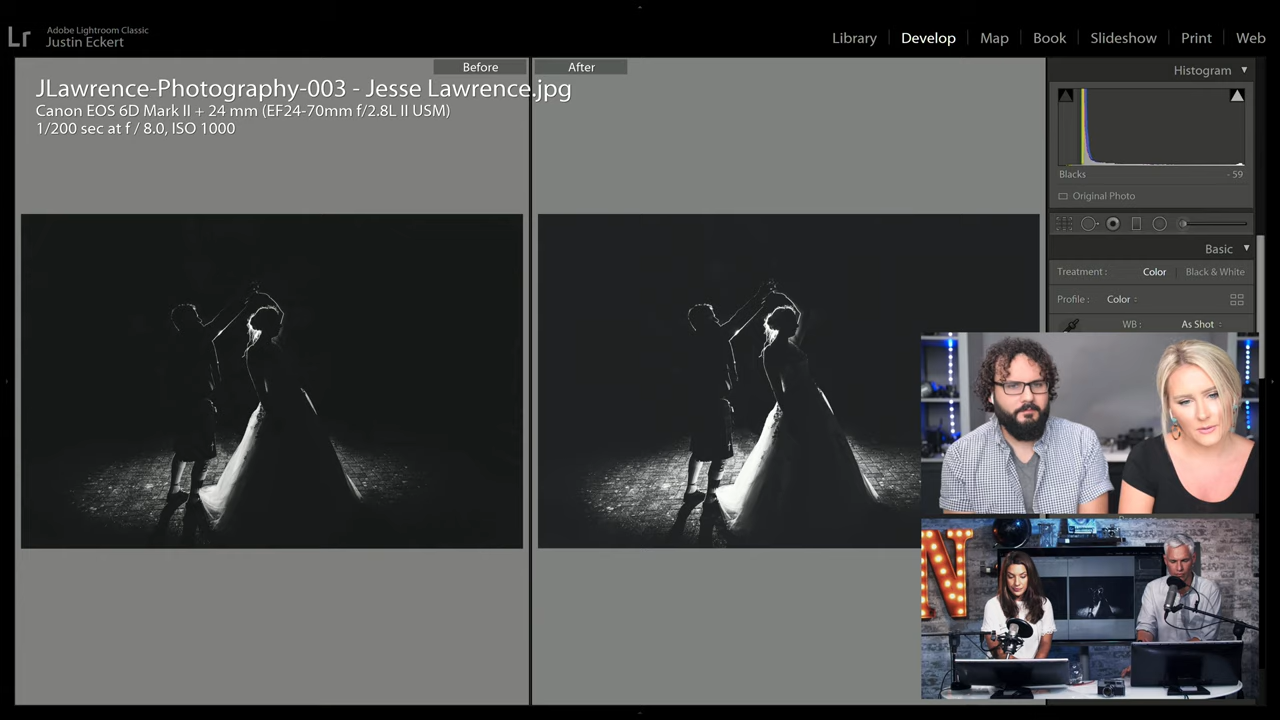 Lr
Adobe Lightroom Classic
Justin Eckert
Library | Develop | Map | Book | Slideshow | Print | Web
Before
After
JLawrence-Photography-003 - Jesse Lawrence.jpg
Canon EOS 6D Mark II + 24 mm (EF24-70mm f/2.8L II USM)
1/200 sec at f / 8.0, ISO 1000
Histogram
Blacks - 59
Original Photo
Basic
Treatment : Color Black & White
Profile : Color
WB : As Shot
N